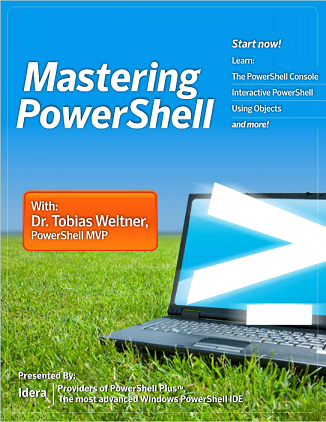 Start now!
Learn:
The PowerShell Console
Interactive PowerShell
Using Objects
and more!
Mastering
PowerShell
With:
Dr. Tobias Weltner,
PowerShell MVP
Presented By:
Idera
Providers of PowerShell Plus™,
The most advanced Windows PowerShell IDE